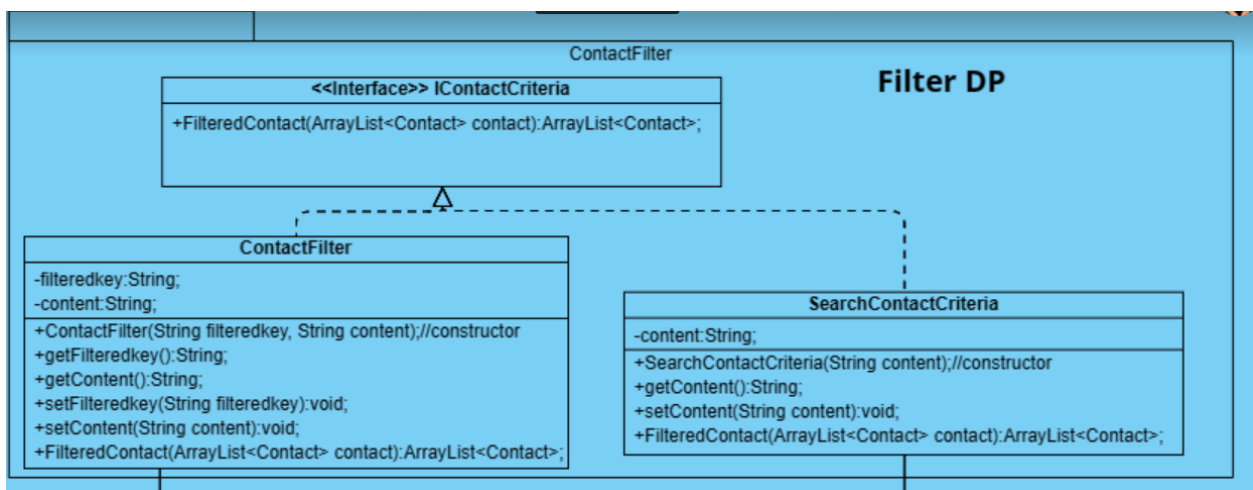 ContactFilter
Filter DP
<<Interface>> IContactCriteria
+FilteredContact(ArrayList<Contact> contact):ArrayList<Contact>;
ContactFilter
-filteredkey:String;
-content:String;
+ContactFilter(String filteredkey, String content);//constructor
+getFilteredkey():String;
+getContent():String;
+setFilteredkey(String filteredkey):void;
+setContent(String content):void;
+FilteredContact(ArrayList<Contact> contact):ArrayList<Contact>;
SearchContactCriteria
-content:String;
+SearchContactCriteria(String content);//constructor
+getContent():String;
+setContent(String content):void;
+FilteredContact(ArrayList<Contact> contact):ArrayList<Contact>;